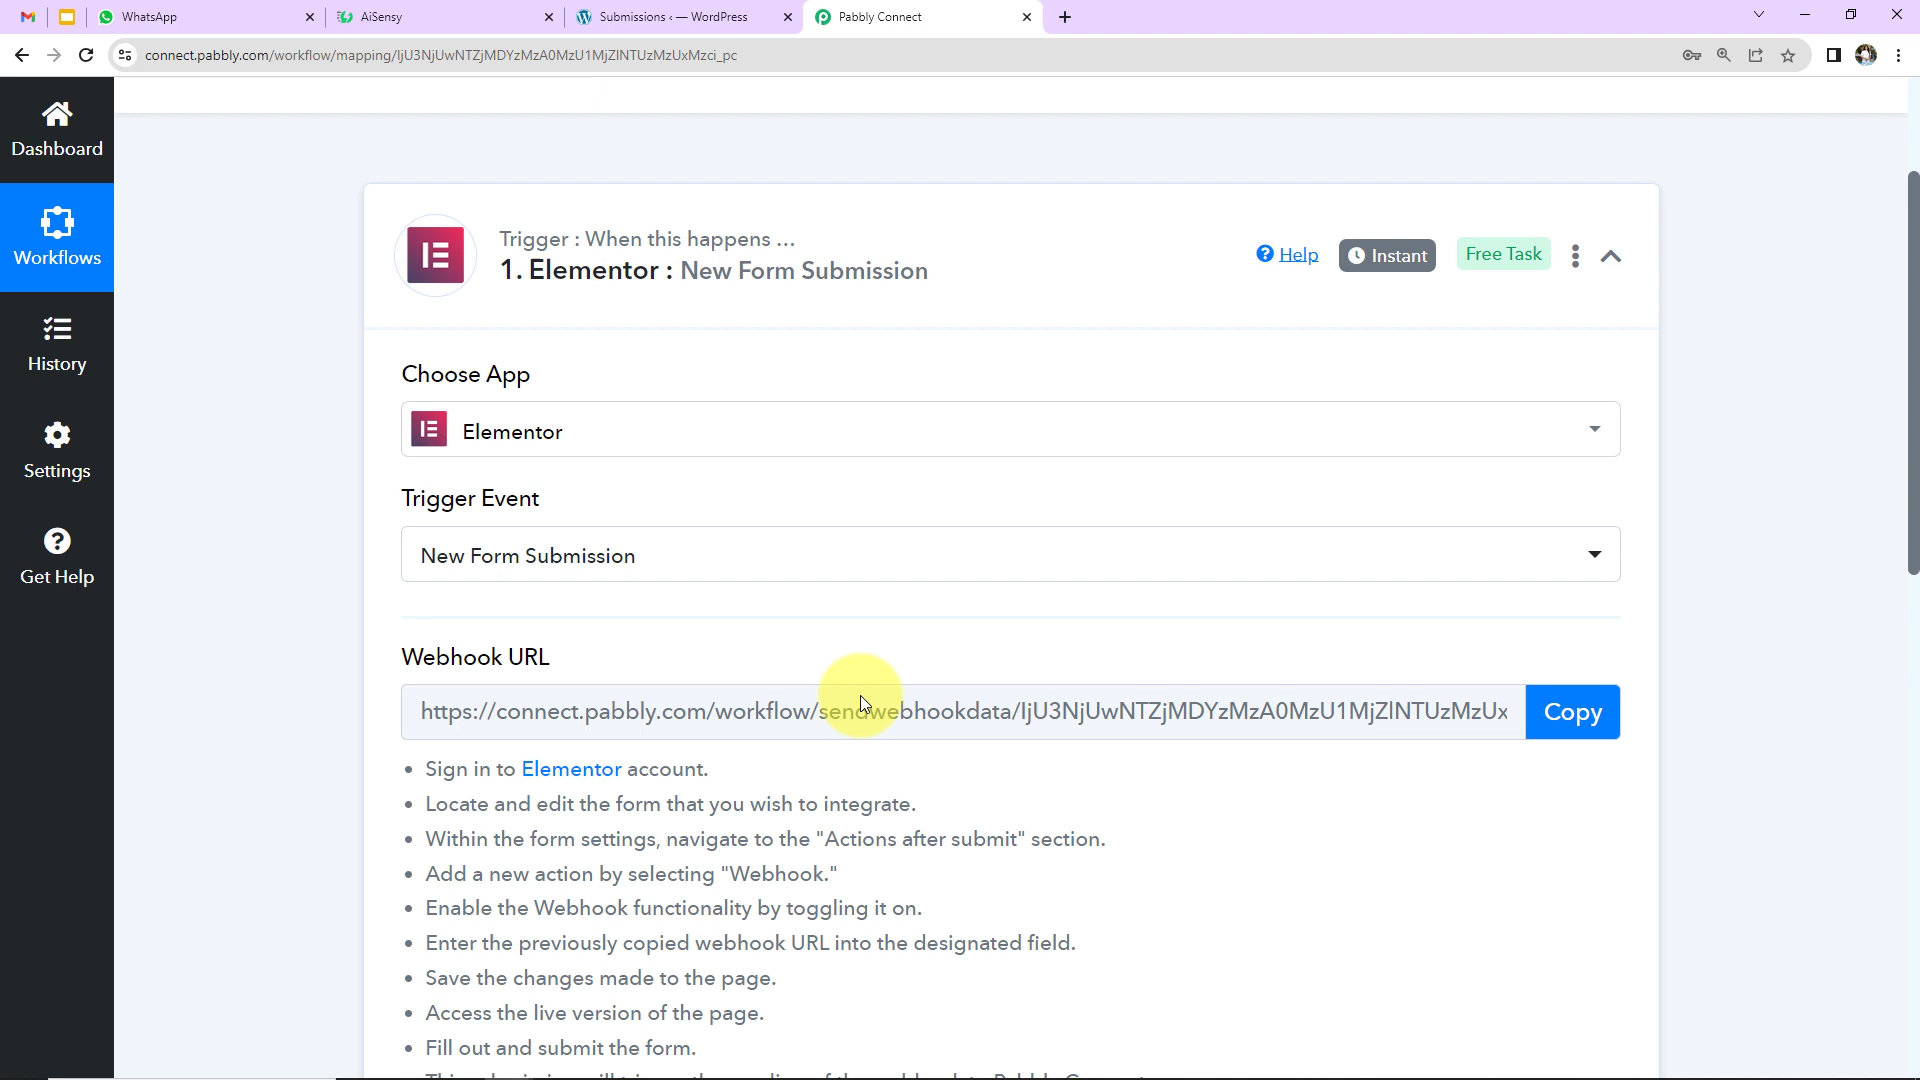 WhatsApp
AiSensy
Submissions ‹ — WordPress
Pabbly Connect
connect.pabbly.com/workflow/mapping/IjU3NjUwNTZjMDYzMzA0MzU1MjZlNTUzMzUxMzci_pc
Dashboard
Workflows
History
Settings
Get Help
Trigger : When this happens ...
1. Elementor : New Form Submission
Help
Instant
Free Task
Choose App
Elementor
Trigger Event
New Form Submission
Webhook URL
https://connect.pabbly.com/workflow/sendwebhookdata/IjU3NjUwNTZjMDYzMzA0MzU1MjZlNTUzMzUx
Copy
• Sign in to Elementor account.
• Locate and edit the form that you wish to integrate.
• Within the form settings, navigate to the "Actions after submit" section.
• Add a new action by selecting "Webhook."
• Enable the Webhook functionality by toggling it on.
• Enter the previously copied webhook URL into the designated field.
• Save the changes made to the page.
• Access the live version of the page.
• Fill out and submit the form.